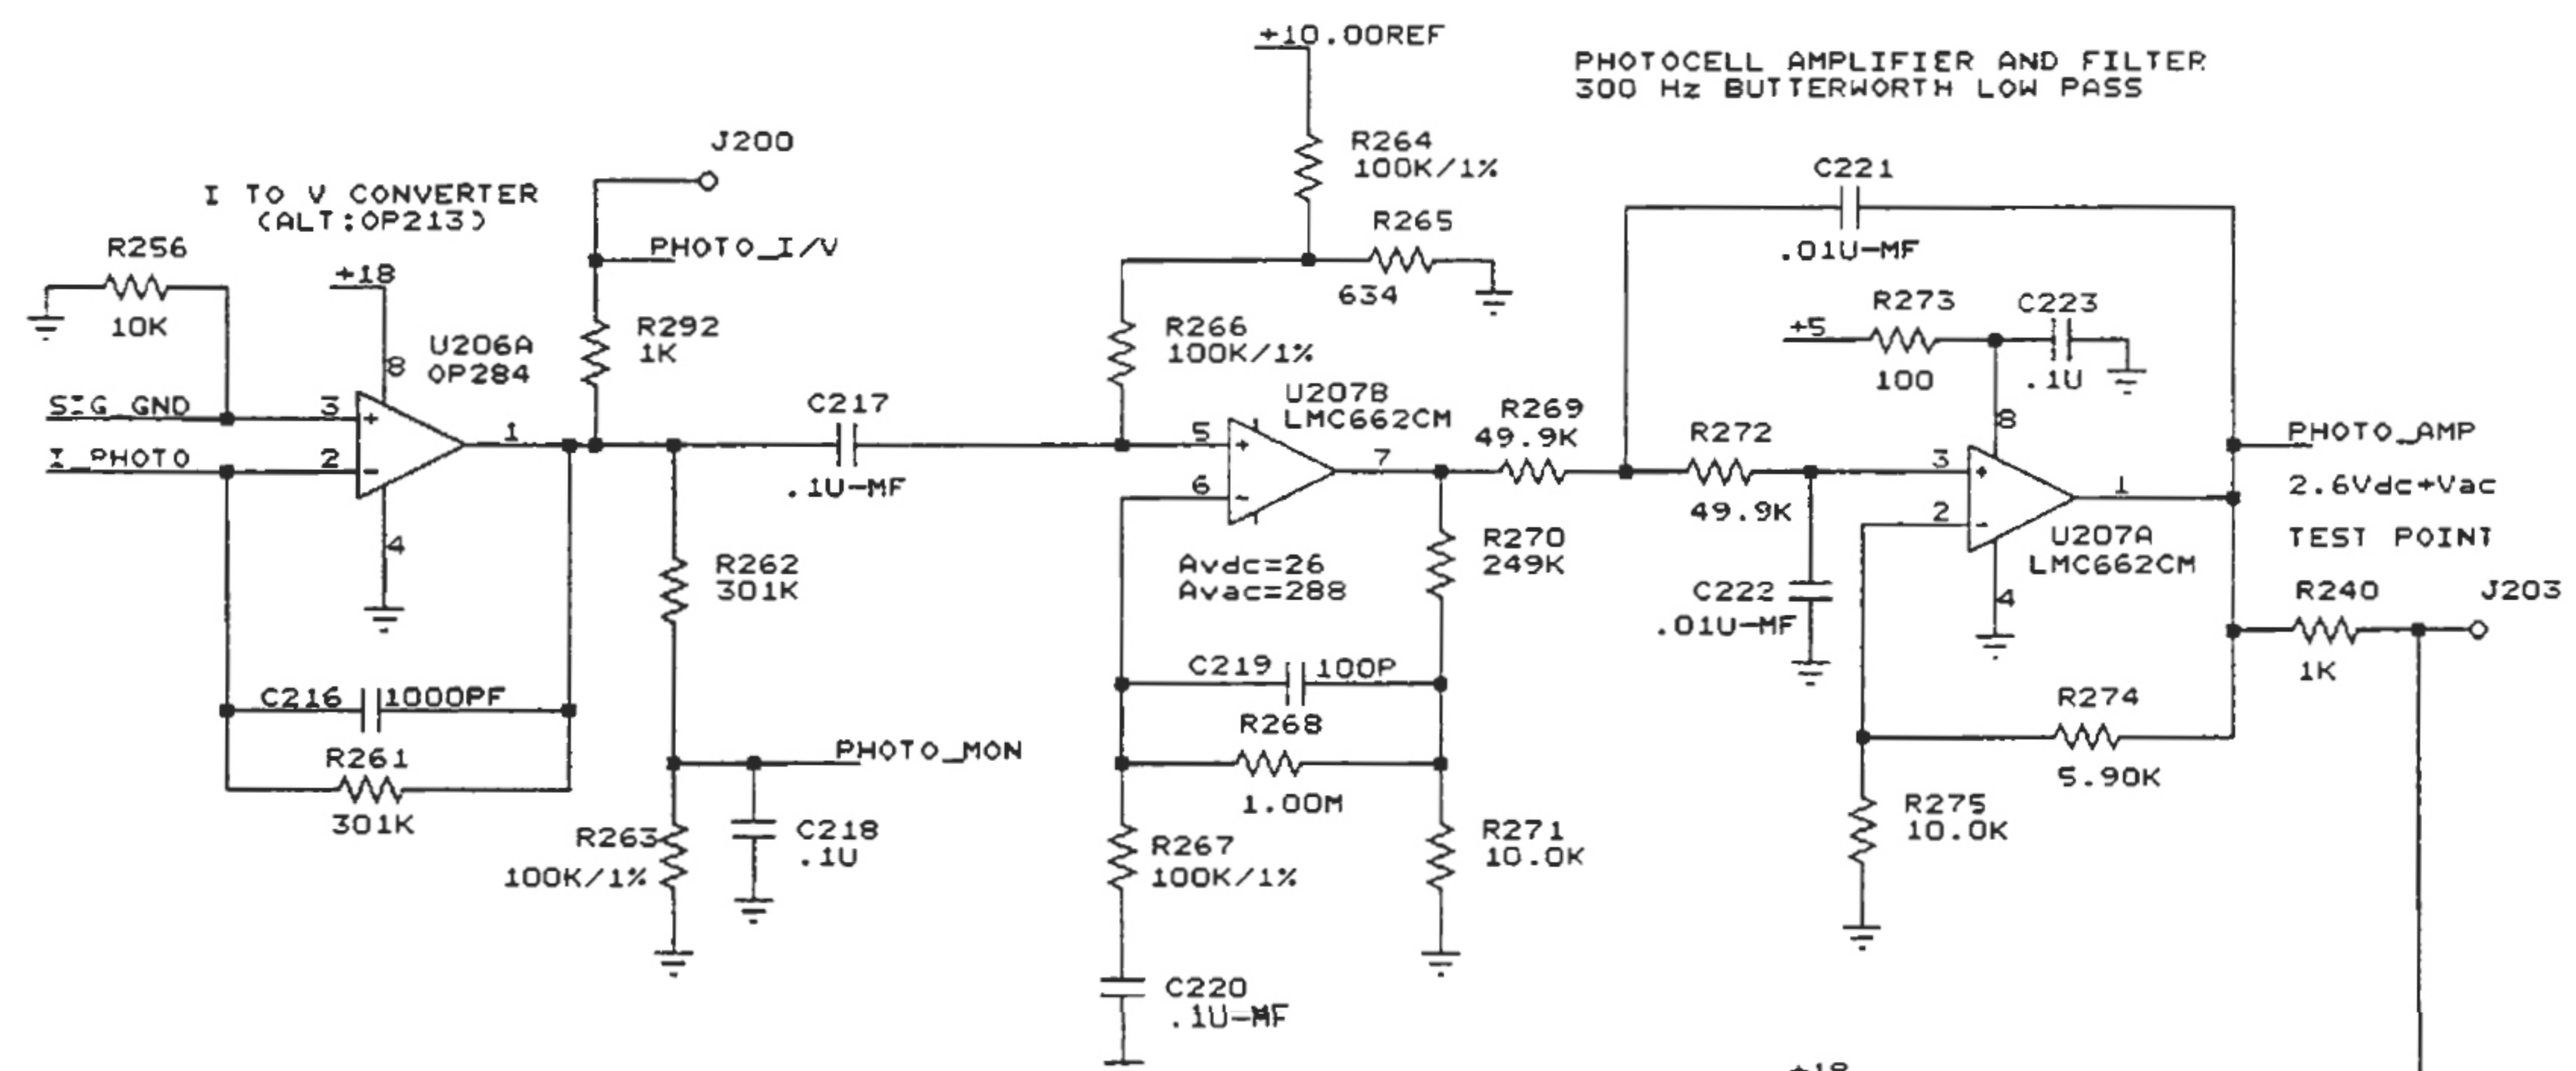 +10.00REF
PHOTOCELL AMPLIFIER AND FILTER
300 Hz BUTTERWORTH LOW PASS
J200
R264
100K/1%
C221
.01U-MF
I TO V CONVERTER
(ALT:OP213)
R256
10K
+18
PHOTO_I/V
R265
634
R292
1K
U206A
OP284
8
R266
100K/1%
R273
100
C223
.1U
+5
8
SIG_GND
3
+
I_PHOTO
2
-
1
4
C217
.1U-MF
U207B
LMC662CM
5
+
6
-
7
Avdc=26
Avac=288
R269
49.9K
R272
49.9K
3
+
2
-
1
4
U207A
LMC662CM
PHOTO_AMP
2.6Vdc+Vac
TEST POINT
R240
1K
J203
R262
301K
R270
249K
C222
.01U-MF
C216
1000PF
R261
301K
PHOTO_MON
C219
100P
R268
1.00M
R274
5.90K
R263
100K/1%
C218
.1U
R267
100K/1%
R271
10.0K
R275
10.0K
C220
.1U-MF
+18